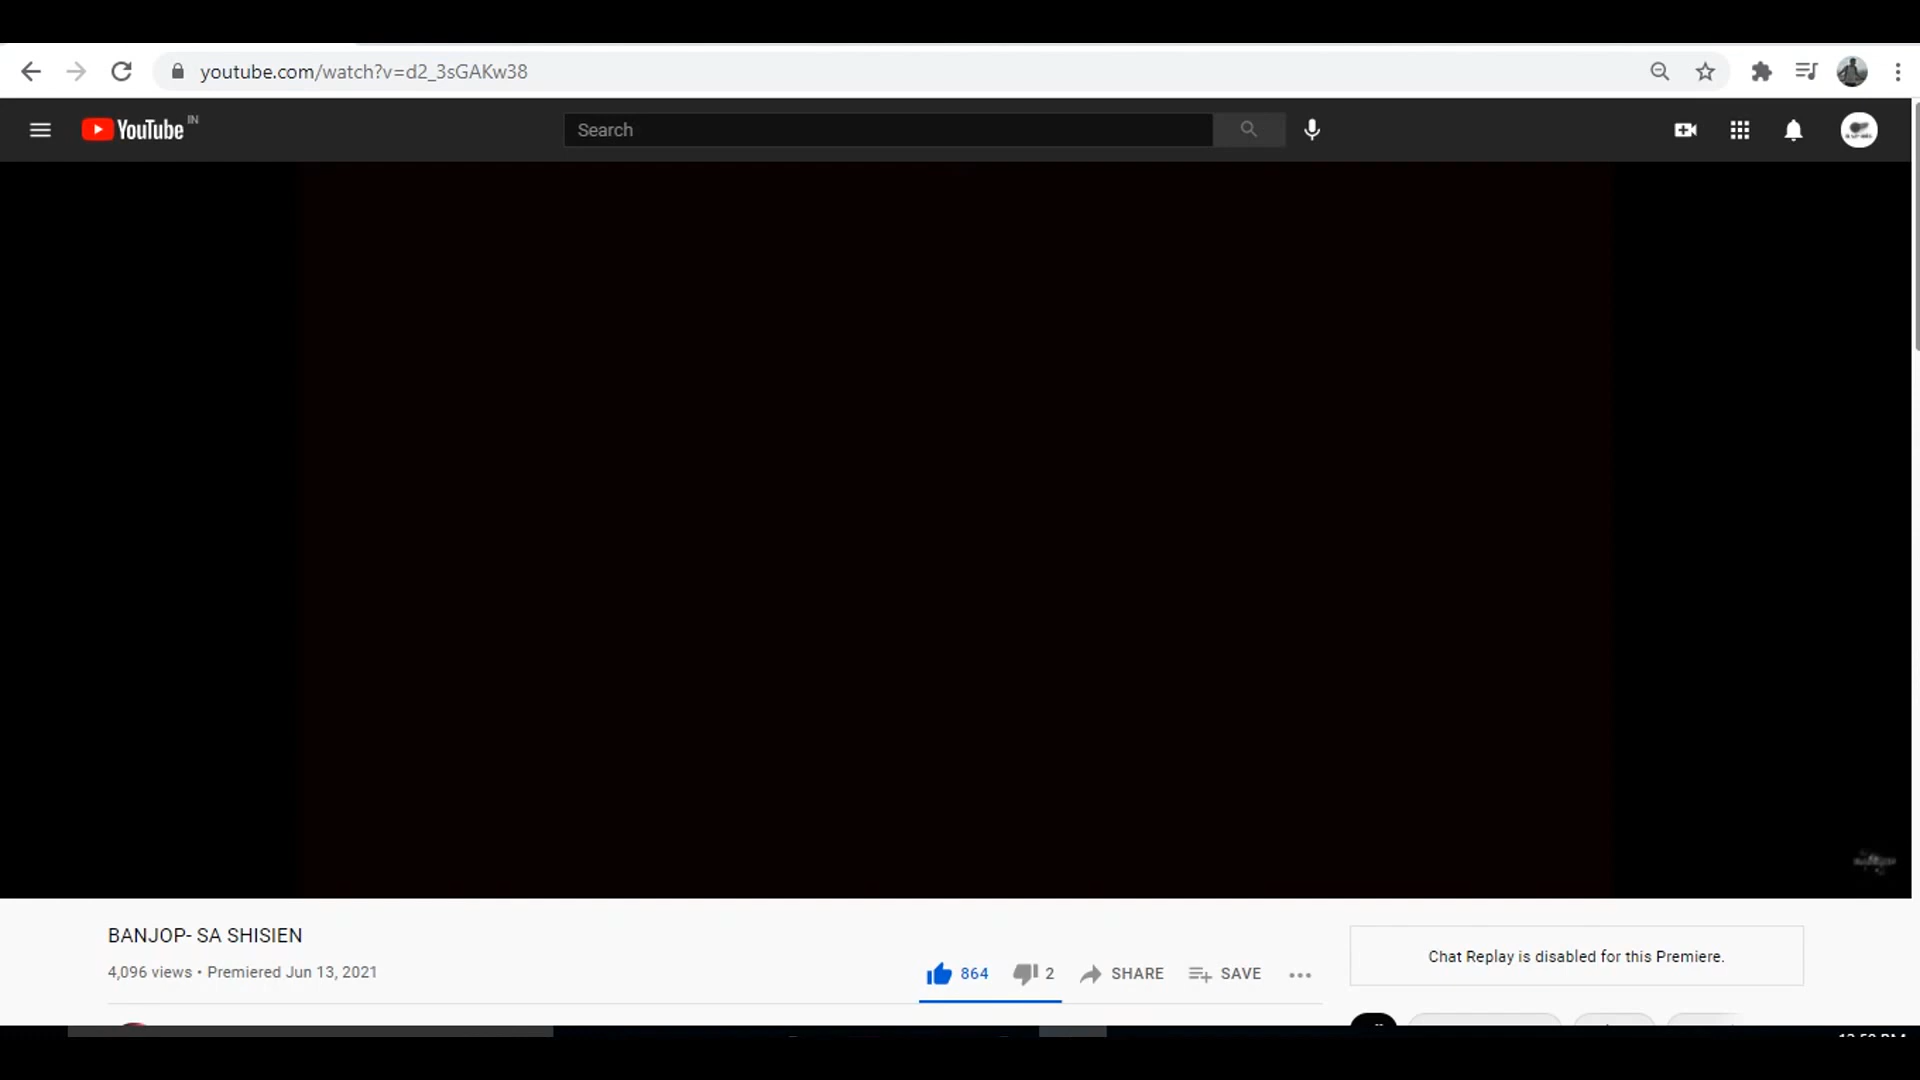 youtube.com/watch?v=d2_3sGAKw38
YouTube IN
Search
BANJOP- SA SHISIEN
4,096 views • Premiered Jun 13, 2021
864
2
SHARE
SAVE
Chat Replay is disabled for this Premiere.